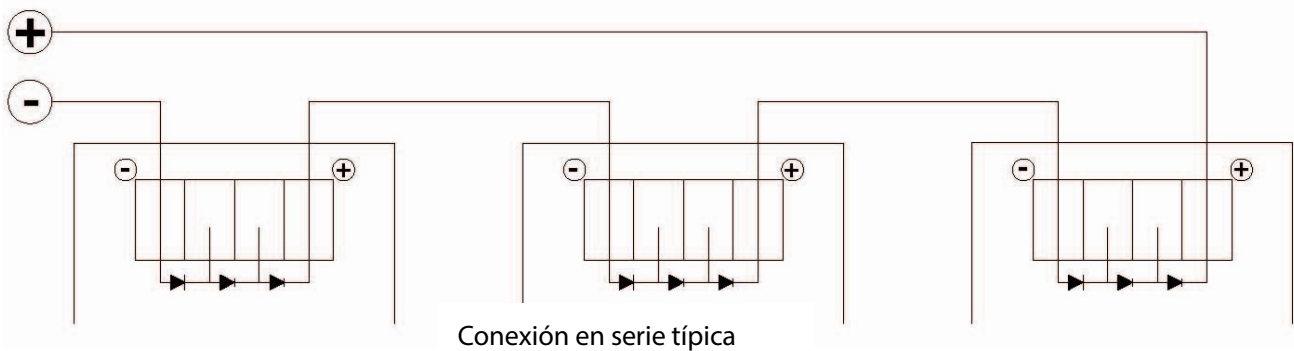 +
-
- + - + - +
Conexión en serie típica